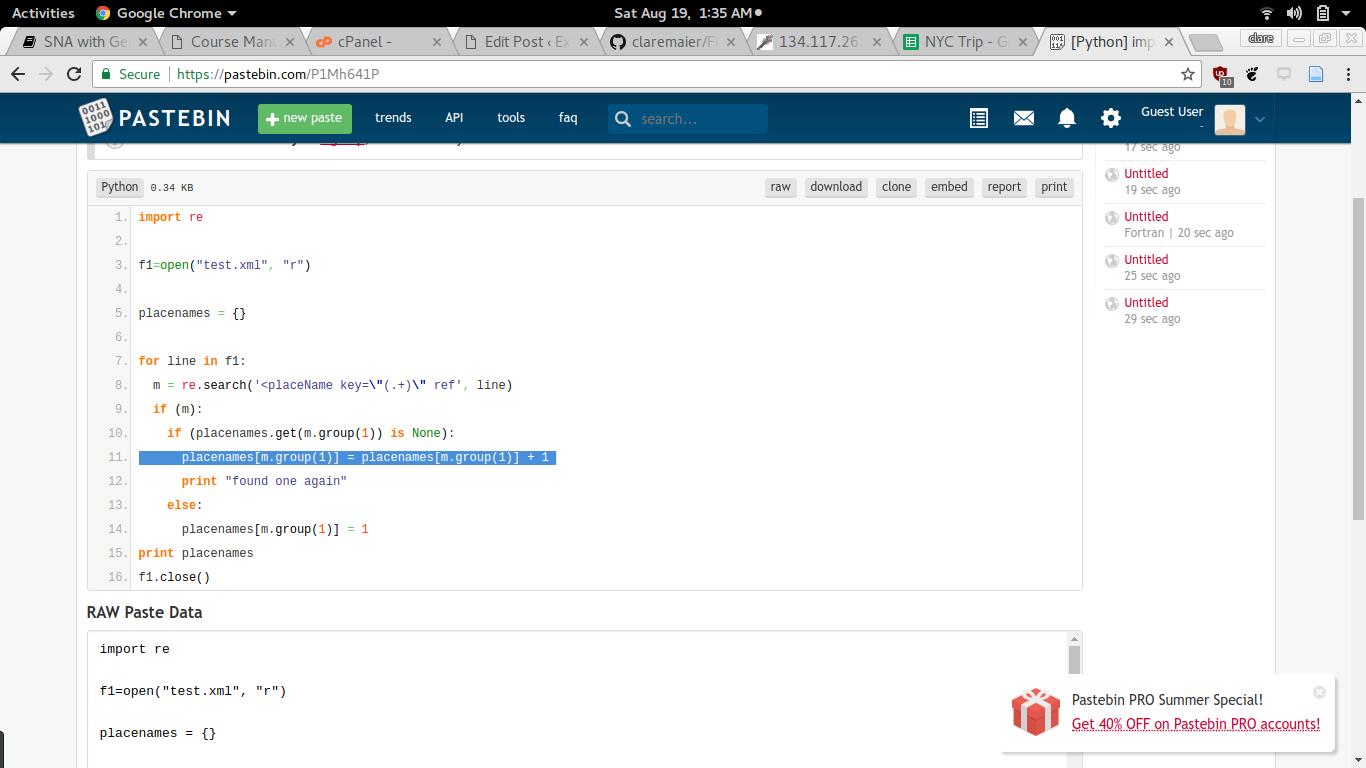 Activities Google Chrome Sat Aug 19, 1:35 AM
SNA with Ge Course Man cPanel - Edit Post ‹ Ex claremaier/Fi 134.117.26. NYC Trip - G [Python] imp clare
Secure https://pastebin.com/P1Mh641P 10
PASTEBIN + new paste trends API tools faq search... Guest User
-
17 sec ago
Untitled
19 sec ago
Untitled
Fortran | 20 sec ago
Untitled
25 sec ago
Untitled
29 sec ago
Python 0.34 KB raw download clone embed report print
1. import re
2.
3. f1=open("test.xml", "r")
4.
5. placenames = {}
6.
7. for line in f1:
8.   m = re.search('<placeName key=\"(.+)\" ref', line)
9.   if (m):
10.     if (placenames.get(m.group(1)) is None):
11.       placenames[m.group(1)] = placenames[m.group(1)] + 1
12.       print "found one again"
13.     else:
14.       placenames[m.group(1)] = 1
15. print placenames
16. f1.close()
RAW Paste Data
import re
f1=open("test.xml", "r")
placenames = {}
Pastebin PRO Summer Special!
Get 40% OFF on Pastebin PRO accounts!